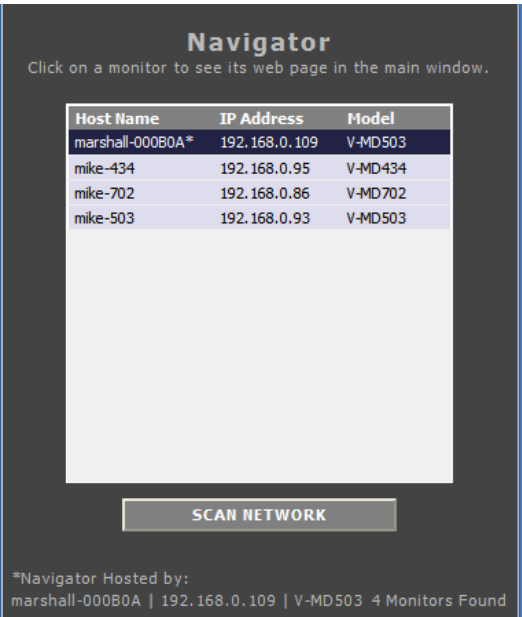 Navigator
Click on a monitor to see its web page in the main window.
Host Name IP Address Model
marshall-000B0A* 192.168.0.109 V-MD503
mike-434 192.168.0.95 V-MD434
mike-702 192.168.0.86 V-MD702
mike-503 192.168.0.93 V-MD503
SCAN NETWORK
*Navigator Hosted by:
marshall-000B0A | 192.168.0.109 | V-MD503 4 Monitors Found